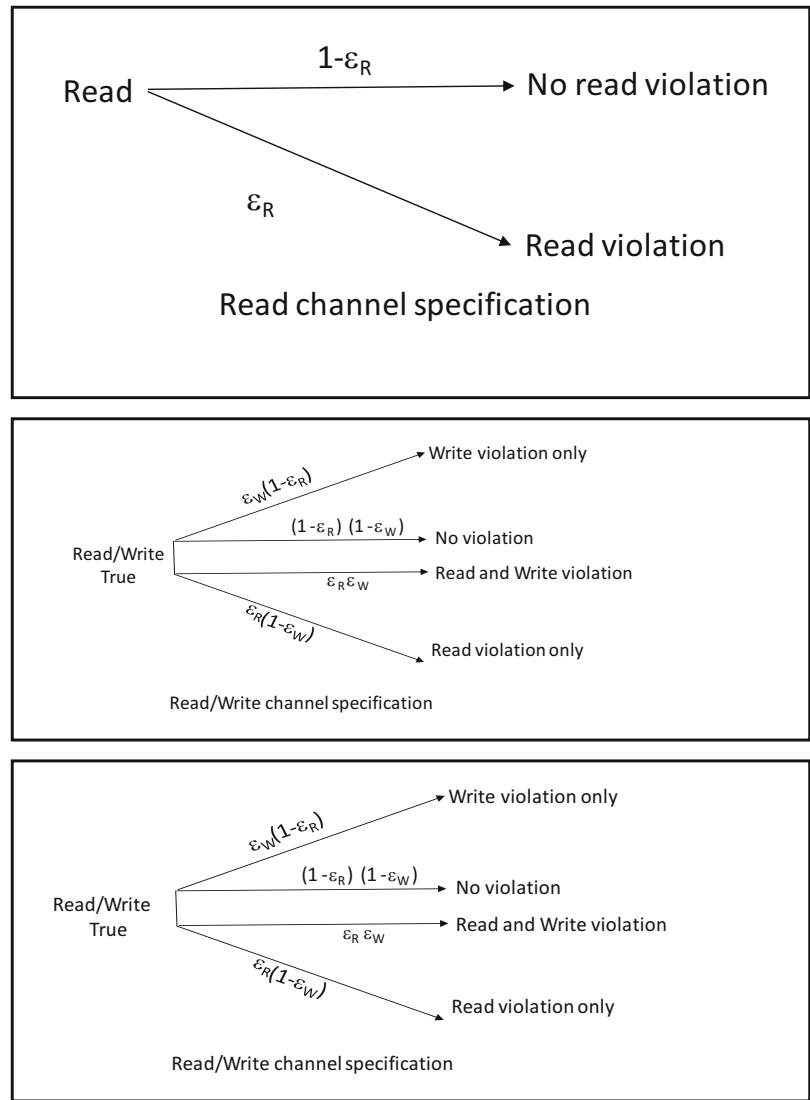 1-εR
Read
No read violation
εR
Read violation
Read channel specification
Write violation only
εW(1-εR)
(1-εR) (1-εW)
No violation
Read/Write
True
εRεW
Read and Write violation
εR(1-εW)
Read violation only
Read/Write channel specification
Write violation only
εW(1-εR)
(1-εR) (1-εW)
No violation
Read/Write
True
εR εW
Read and Write violation
εR(1-εW)
Read violation only
Read/Write channel specification